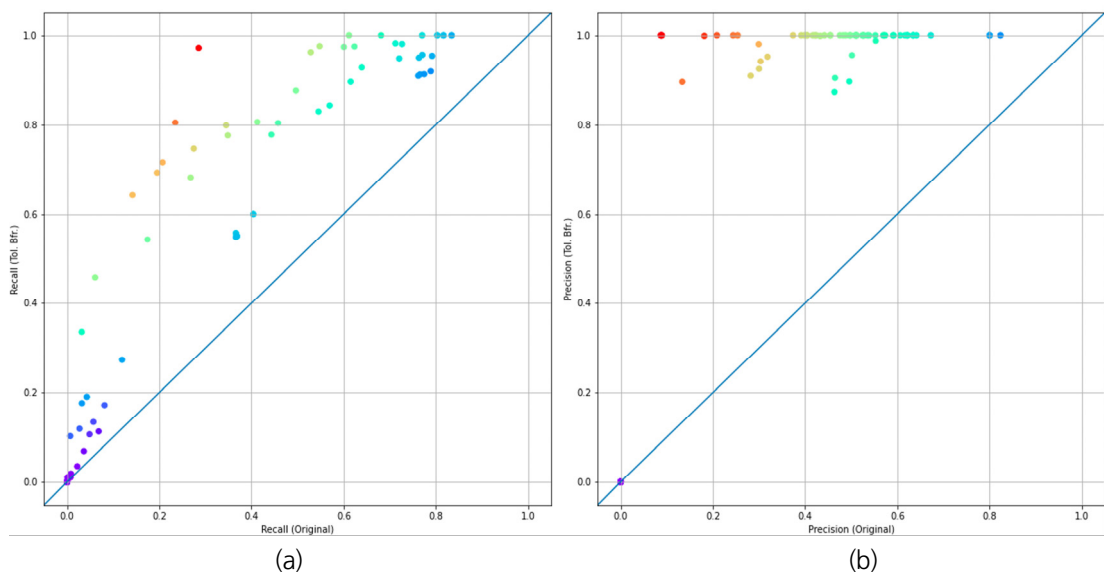 1.0
0.8
0.6
0.4
0.2
0.0
Recall (Tol. Bfr.)
0.0 0.2 0.4 0.6 0.8 1.0
Recall (Original)
(a)
1.0
0.8
0.6
0.4
0.2
0.0
Precision (Tol. Bfr.)
0.0 0.2 0.4 0.6 0.8 1.0
Precision (Original)
(b)